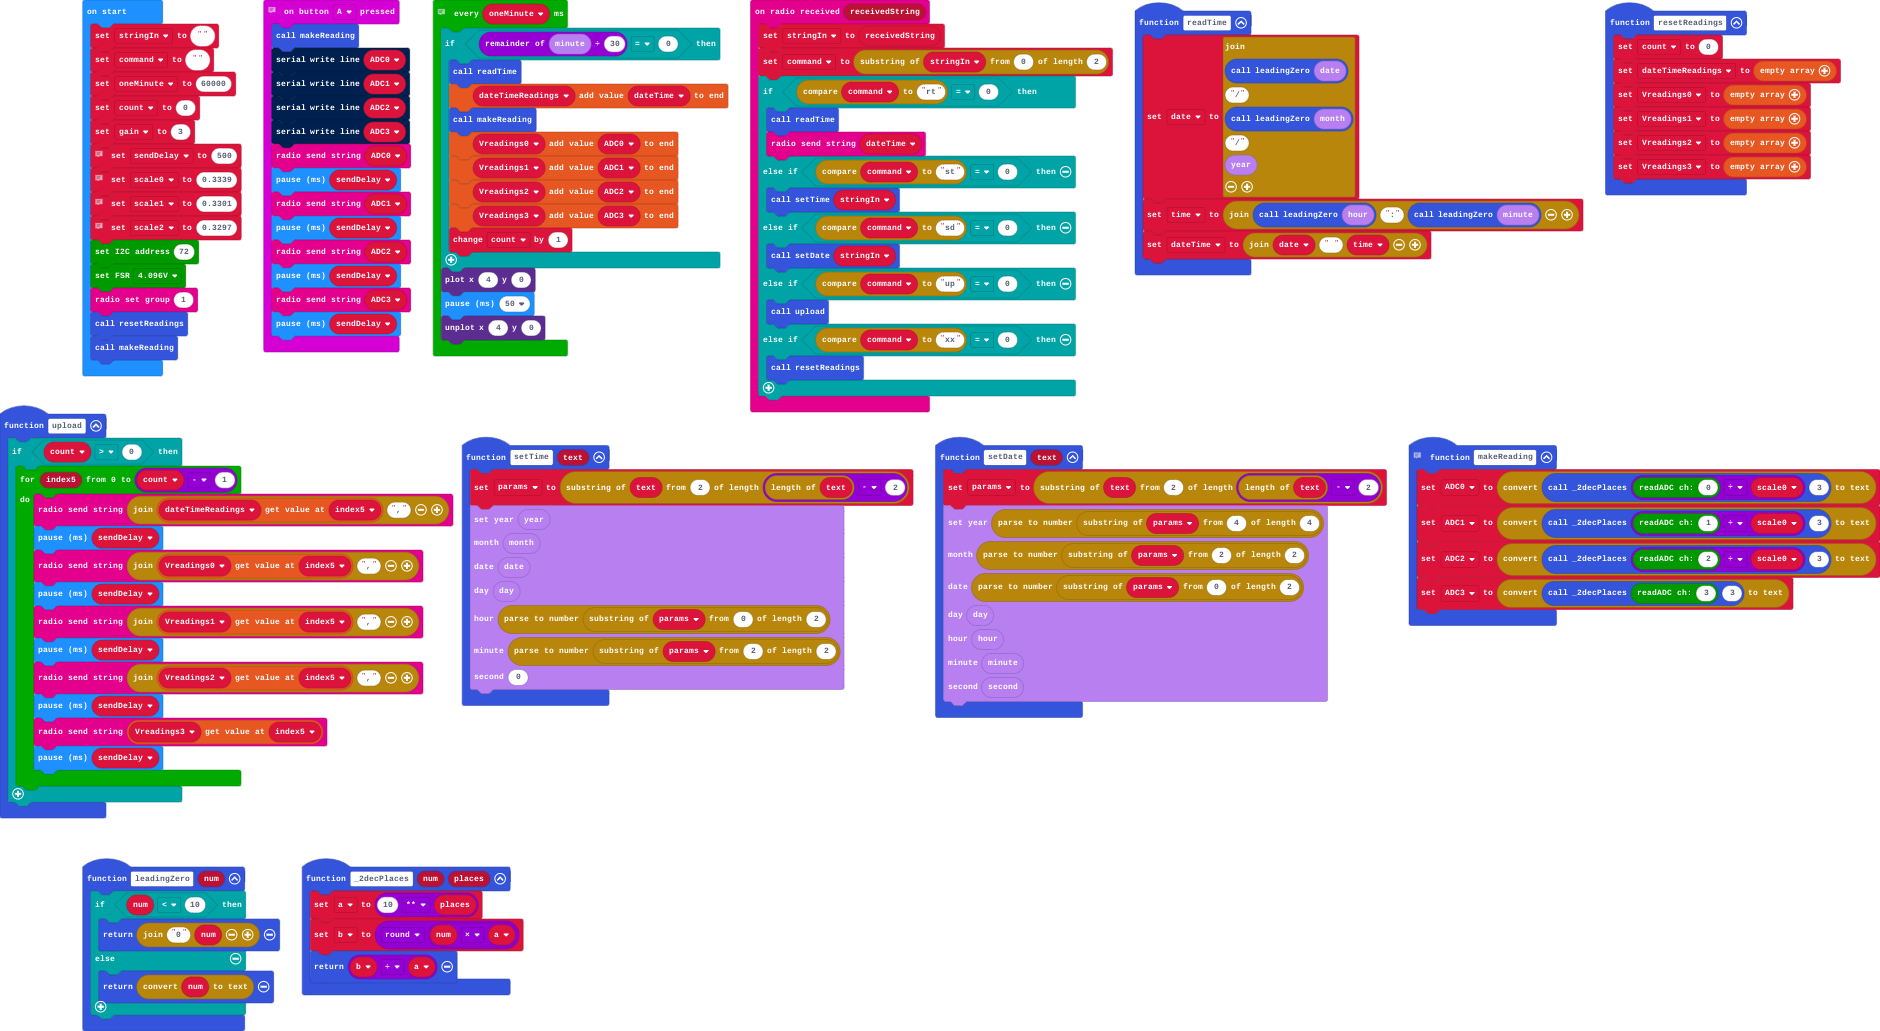 on start
set stringIn to " "
set command to " "
set oneMinute to 60000
set count to 0
set gain to 3
set sendDelay to 500
set scale0 to 0.3339
set scale1 to 0.3301
set scale2 to 0.3297
set I2C address 72
set FSR 4.096V
radio set group 1
call resetReadings
call makeReading
on button A pressed
call makeReading
serial write line ADC0
serial write line ADC1
serial write line ADC2
serial write line ADC3
radio send string ADC0
pause (ms) sendDelay
radio send string ADC1
pause (ms) sendDelay
radio send string ADC2
pause (ms) sendDelay
radio send string ADC3
pause (ms) sendDelay
every oneMinute ms
if remainder of minute ÷ 30 = 0 then
call readTime
dateTimeReadings add value dateTime to end
call makeReading
Vreadings0 add value ADC0 to end
Vreadings1 add value ADC1 to end
Vreadings2 add value ADC2 to end
Vreadings3 add value ADC3 to end
change count by 1
plot x 4 y 0
pause (ms) 50
unplot x 4 y 0
on radio received receivedString
set stringIn to receivedString
set command to substring of stringIn from 0 of length 2
if compare command to "rt" = 0 then
call readTime
radio send string dateTime
else if compare command to "st" = 0 then
call setTime stringIn
else if compare command to "sd" = 0 then
call setDate stringIn
else if compare command to "up" = 0 then
call upload
else if compare command to "xx" = 0 then
call resetReadings
function readTime
join
call leadingZero date
"/"
set date to call leadingZero month
"/"
year
set time to join call leadingZero hour ":" call leadingZero minute
set dateTime to join date " " time
function resetReadings
set count to 0
set dateTimeReadings to empty array
set Vreadings0 to empty array
set Vreadings1 to empty array
set Vreadings2 to empty array
set Vreadings3 to empty array
function upload
if count > 0 then
for index5 from 0 to count - 1
do
radio send string join dateTimeReadings get value at index5 ","
pause (ms) sendDelay
radio send string join Vreadings0 get value at index5 ","
pause (ms) sendDelay
radio send string join Vreadings1 get value at index5 ","
pause (ms) sendDelay
radio send string join Vreadings2 get value at index5 ","
pause (ms) sendDelay
radio send string Vreadings3 get value at index5
pause (ms) sendDelay
function setTime text
set params to substring of text from 2 of length length of text - 2
set year year
month month
date date
day day
hour parse to number substring of params from 0 of length 2
minute parse to number substring of params from 2 of length 2
second 0
function setDate text
set params to substring of text from 2 of length length of text - 2
set year parse to number substring of params from 4 of length 4
month parse to number substring of params from 2 of length 2
date parse to number substring of params from 0 of length 2
day day
hour hour
minute minute
second second
function makeReading
set ADC0 to convert call _2decPlaces readADC ch: 0 ÷ scale0 3 to text
set ADC1 to convert call _2decPlaces readADC ch: 1 ÷ scale0 3 to text
set ADC2 to convert call _2decPlaces readADC ch: 2 ÷ scale0 3 to text
set ADC3 to convert call _2decPlaces readADC ch: 3 3 to text
function leadingZero num
if num < 10 then
return join "0" num
else
return convert num to text
function _2decPlaces num places
set a to 10 ** places
set b to round num × a
return b ÷ a